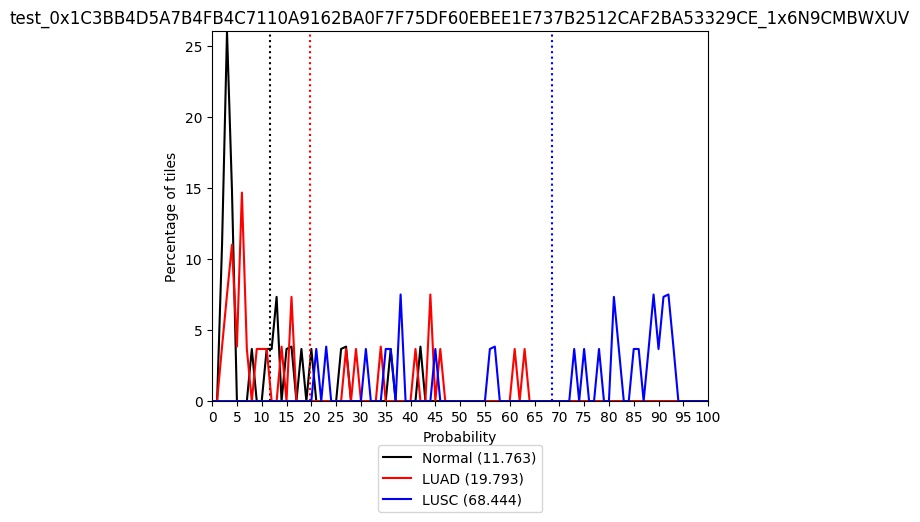 test_0x1C3BB4D5A7B4FB4C7110A9162BA0F7F75DF60EBEE1E737B2512CAF2BA53329CE_1x6N9CMBWXUV
25
20
15
10
5
0
Percentage of tiles
0 5 10 15 20 25 30 35 40 45 50 55 60 65 70 75 80 85 90 95 100
Probability
Normal (11.763)
LUAD (19.793)
LUSC (68.444)